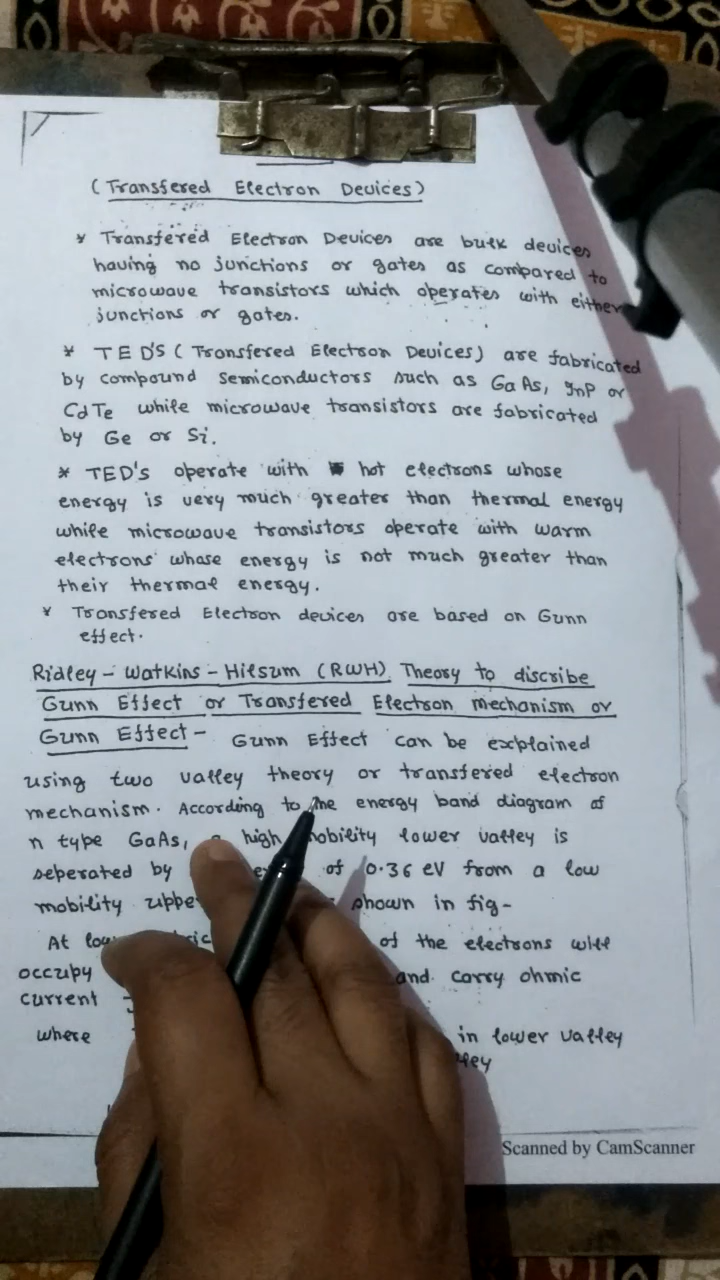 (Transfered Electron Devices)
* Transfered Electron Devices are bulk devices
having no junctions or gates as compared to
microwave transistors which operates with either
junctions or gates.
* TED'S (Transfered Electron Devices) are fabricated
by compound semiconductors such as GaAs, InP or
CdTe while microwave transistors are fabricated
by Ge or Si.
* TED's operate with hot electrons whose
energy is very much greater than thermal energy
while microwave transistors operate with warm
electrons whose energy is not much greater than
their thermal energy.
* Transfered Electron devices are based on Gunn
effect.
Ridley - Watkins - Hilsum (RWH) Theory to discribe
Gunn Effect or Transfered Electron mechanism or
Gunn Effect - Gunn Effect can be explained
using two valley theory or transfered electron
mechanism. According to the energy band diagram of
n type GaAs, high mobility lower valley is
seperated by of 0.36 eV from a low
mobility shown in fig-
At of the electrons will
occupy and carry ohmic
current
where in lower valley
Scanned by CamScanner